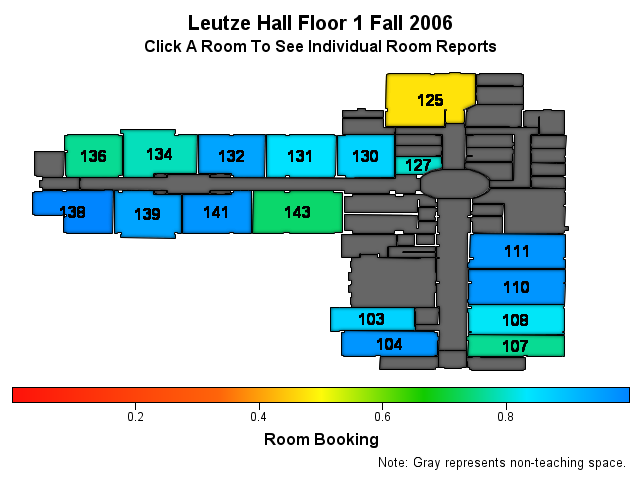 Leutze Hall Floor 1 Fall 2006
Click A Room To See Individual Room Reports
125
136 134 132 131 130 127
138 139 141 143
111
110
103 108
104 107
0.2 0.4 0.6 0.8
Room Booking
Note: Gray represents non-teaching space.